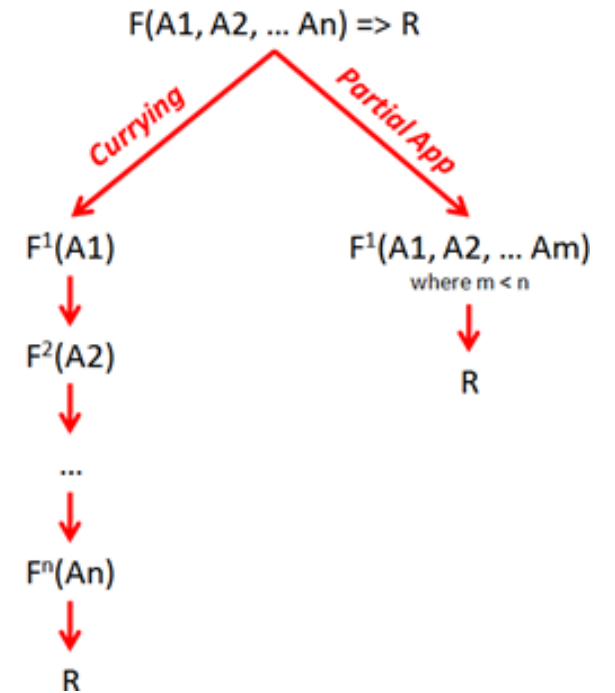 F(A1, A2, ... An) => R
Currying
Partial App
F¹(A1)
F¹(A1, A2, ... Am)
where m < n
F²(A2)
R
...
Fⁿ(An)
R